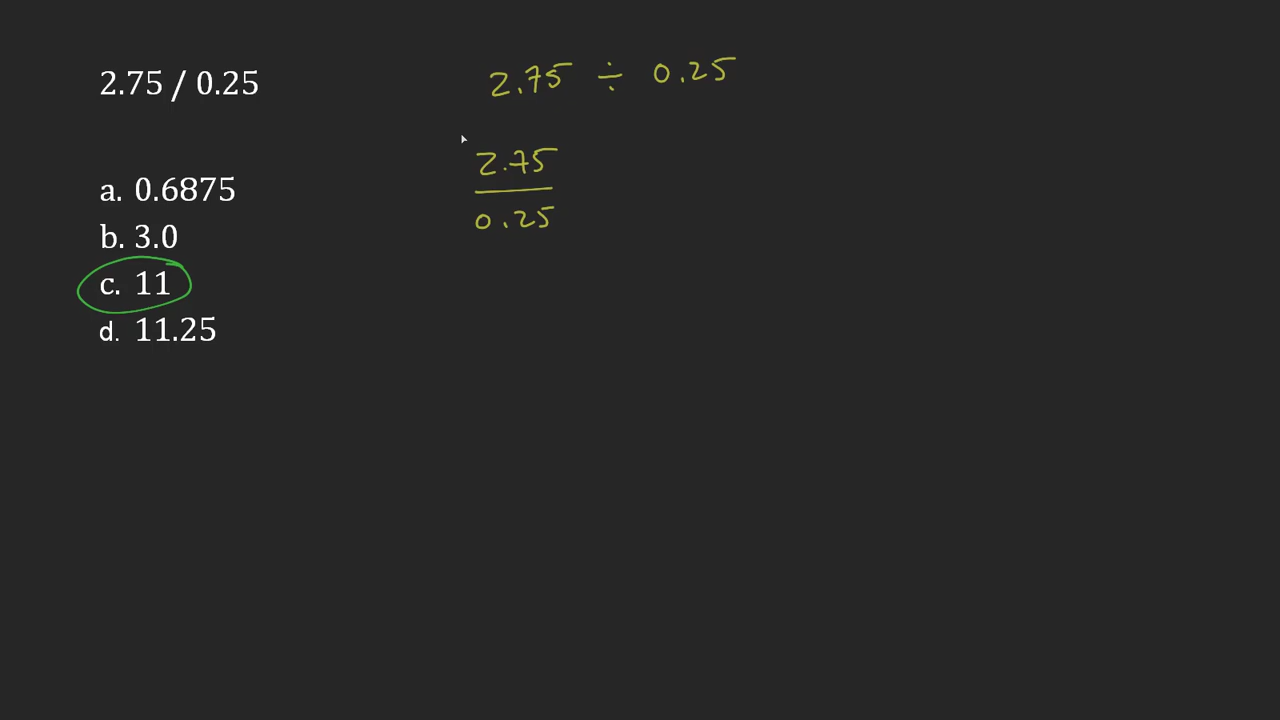 2.75 / 0.25
2.75 ÷ 0.25
2.75
0.25
a. 0.6875
b. 3.0
c. 11
d. 11.25